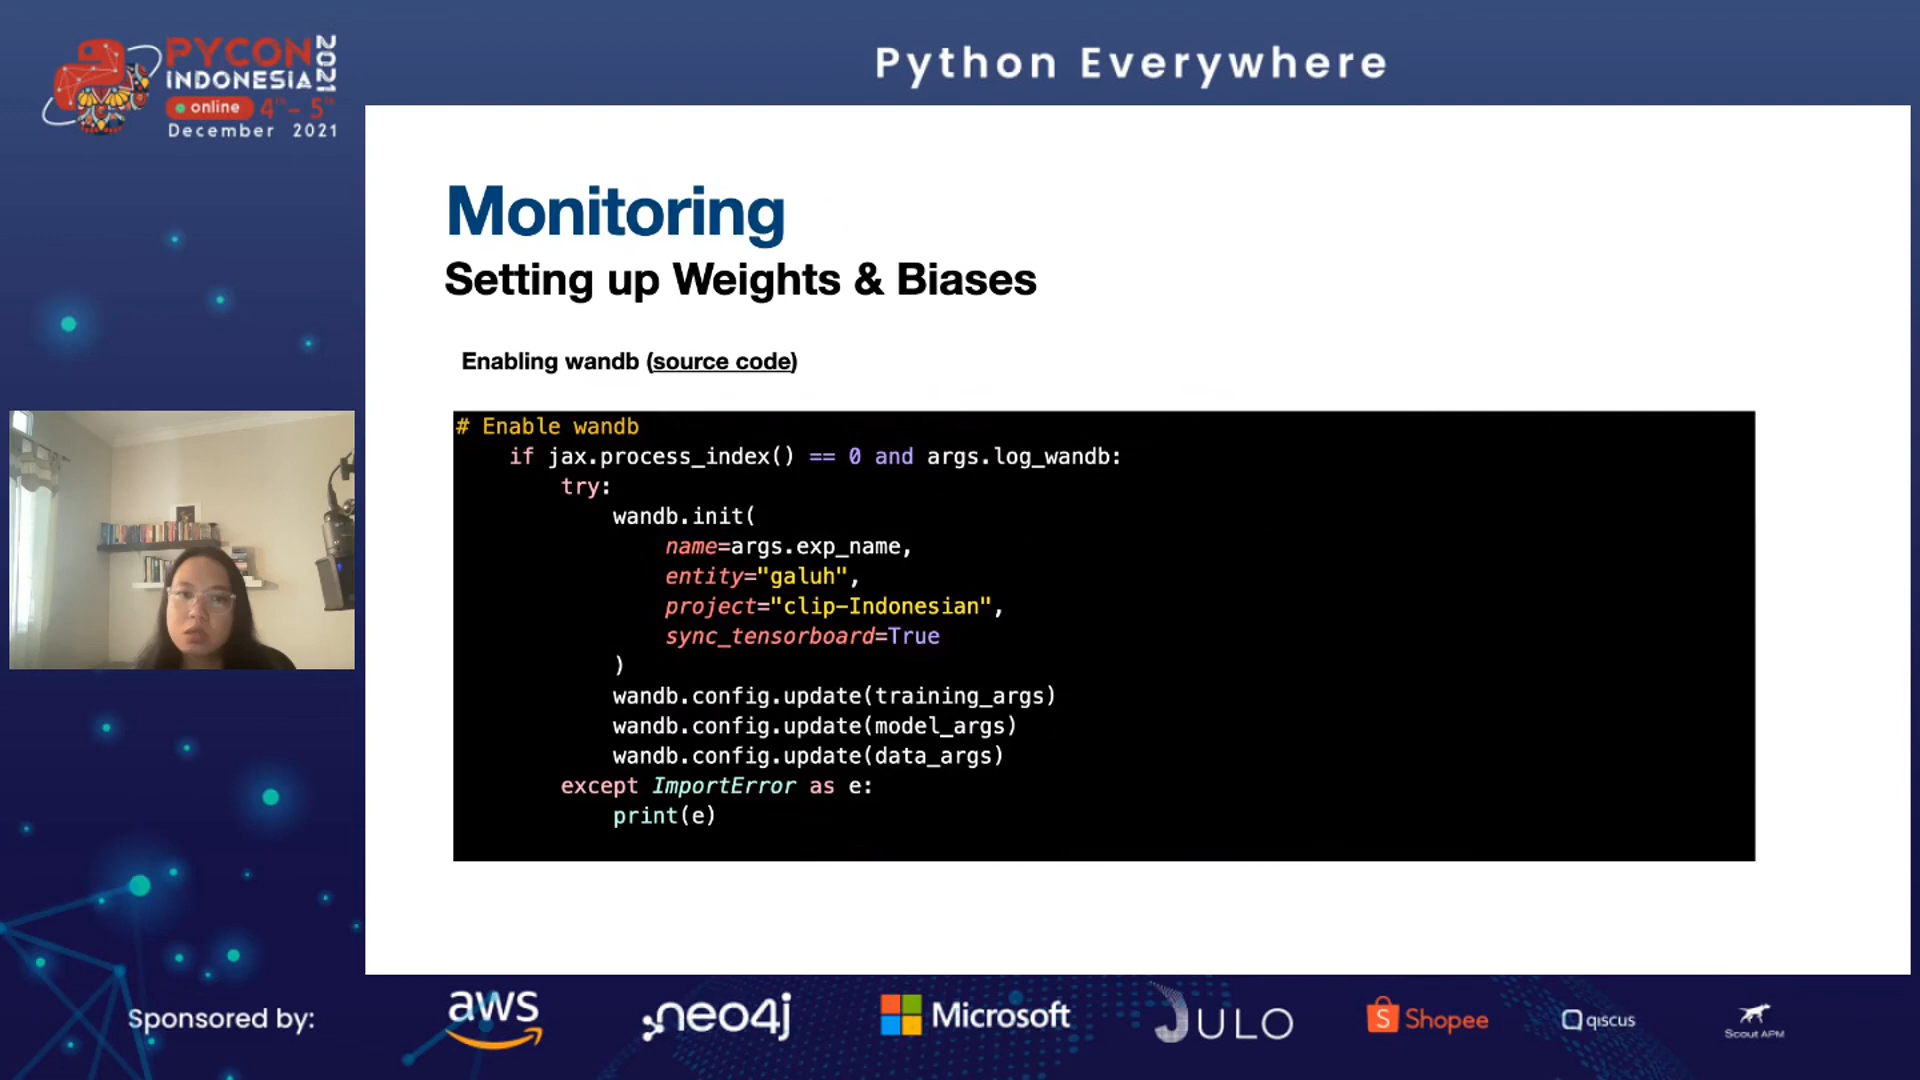 PYCON
INDONESIA
2021
online 4th - 5th
December 2021
Python Everywhere
Monitoring
Setting up Weights & Biases
Enabling wandb (source code)
# Enable wandb
if jax.process_index() == 0 and args.log_wandb:
try:
wandb.init(
name=args.exp_name,
entity="galuh",
project="clip-Indonesian",
sync_tensorboard=True
)
wandb.config.update(training_args)
wandb.config.update(model_args)
wandb.config.update(data_args)
except ImportError as e:
print(e)
Sponsored by:
aws
neo4j
Microsoft
JULO
Shopee
qiscus
Scout APM